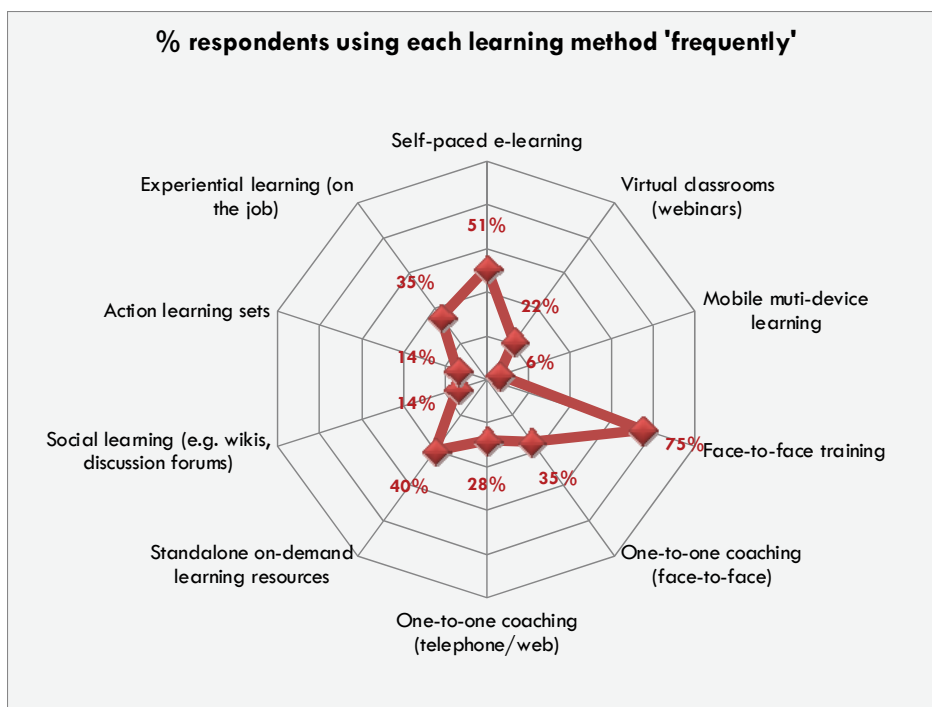 % respondents using each learning method 'frequently'
Self-paced e-learning
Experiential learning (on
the job)
Virtual classrooms
(webinars)
51%
35%
22%
Action learning sets
Mobile muti-device
learning
14%
6%
14%
Social learning (e.g. wikis,
discussion forums)
75%
Face-to-face training
40%
28%
35%
Standalone on-demand
learning resources
One-to-one coaching
(face-to-face)
One-to-one coaching
(telephone/web)